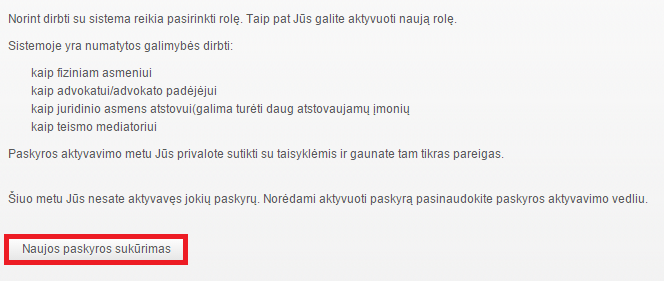 Norint dirbti su sistema reikia pasirinkti rolę. Taip pat Jūs galite aktyvuoti naują rolę.
Sistemoje yra numatytos galimybės dirbti:
kaip fiziniam asmeniui
kaip advokatui/advokato padėjėjui
kaip juridinio asmens atstovui(galima turėti daug atstovaujamų įmonių
kaip teismo mediatoriui
Paskyros aktyvavimo metu Jūs privalote sutikti su taisyklėmis ir gaunate tam tikras pareigas.
Šiuo metu Jūs nesate aktyvavęs jokių paskyrų. Norėdami aktyvuoti paskyrą pasinaudokite paskyros aktyvavimo vedliu.
Naujos paskyros sukūrimas